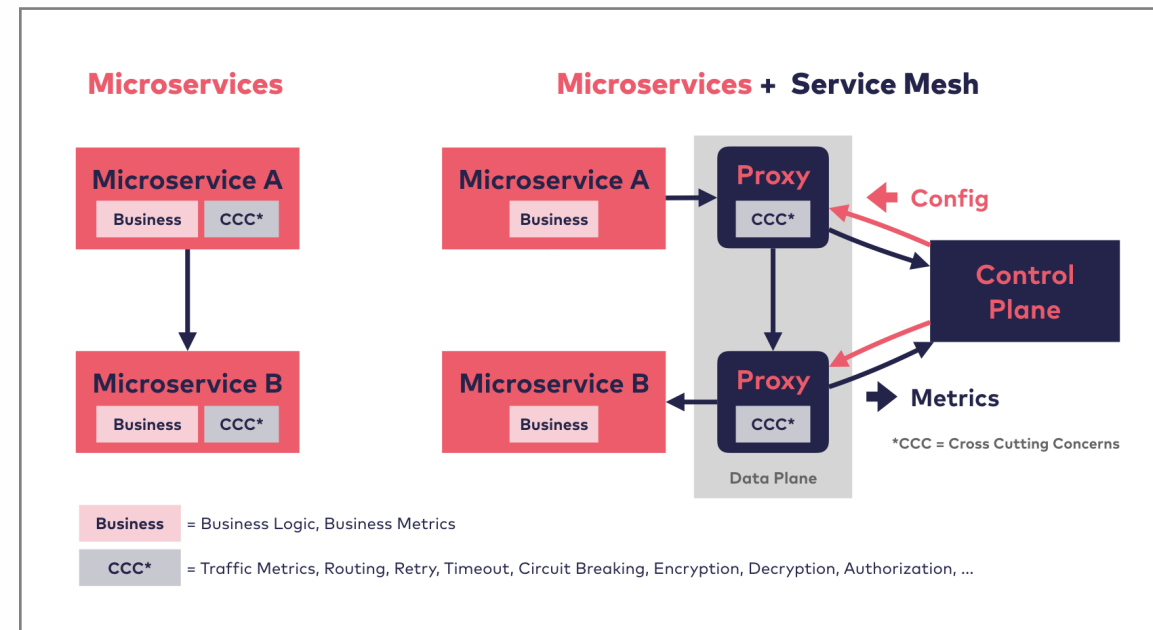 Microservices
Microservice A
Business
CCC*
Microservice B
Business
CCC*
Microservices + Service Mesh
Microservice A
Business
Proxy
CCC*
Config
Control
Plane
Microservice B
Business
Proxy
CCC*
Metrics
*CCC = Cross Cutting Concerns
Data Plane
Business = Business Logic, Business Metrics
CCC* = Traffic Metrics, Routing, Retry, Timeout, Circuit Breaking, Encryption, Decryption, Authorization, ...